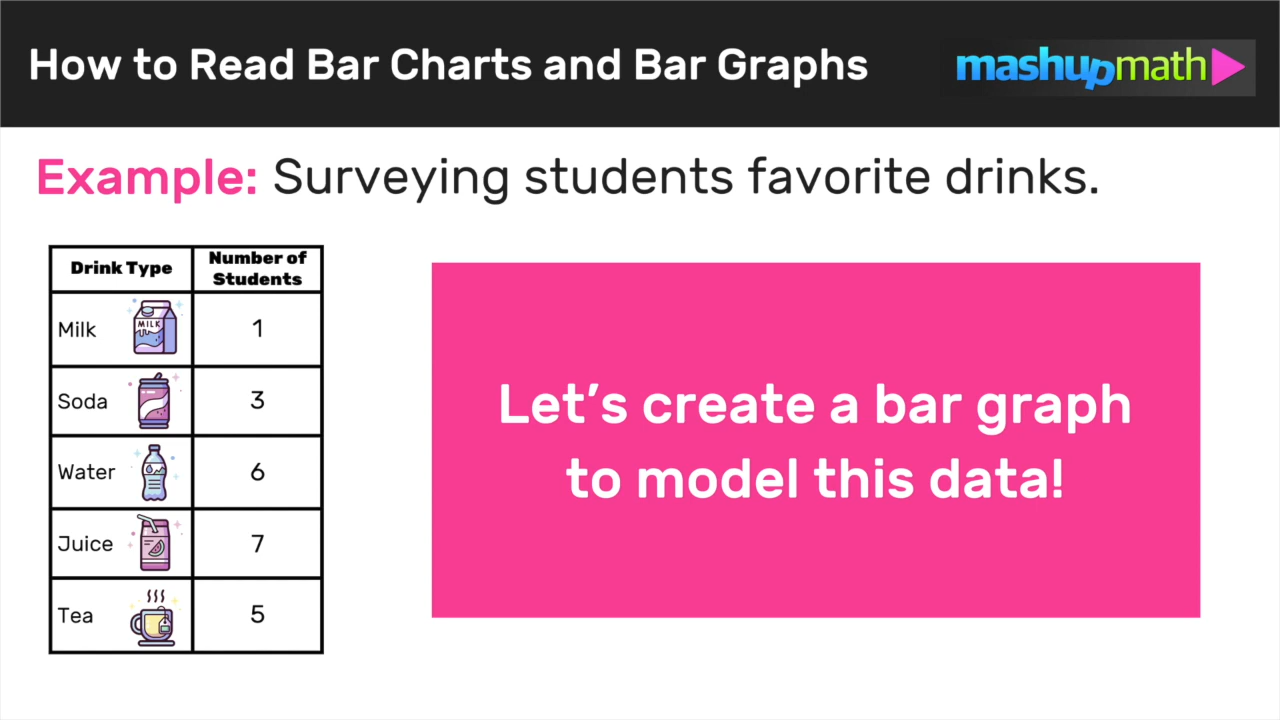 How to Read Bar Charts and Bar Graphs
mashupmath
Example: Surveying students favorite drinks.
Drink Type
Number of
Students
Milk
MILK
1
Soda
3
Water
6
Juice
7
Tea
5
Let’s create a bar graph
to model this data!